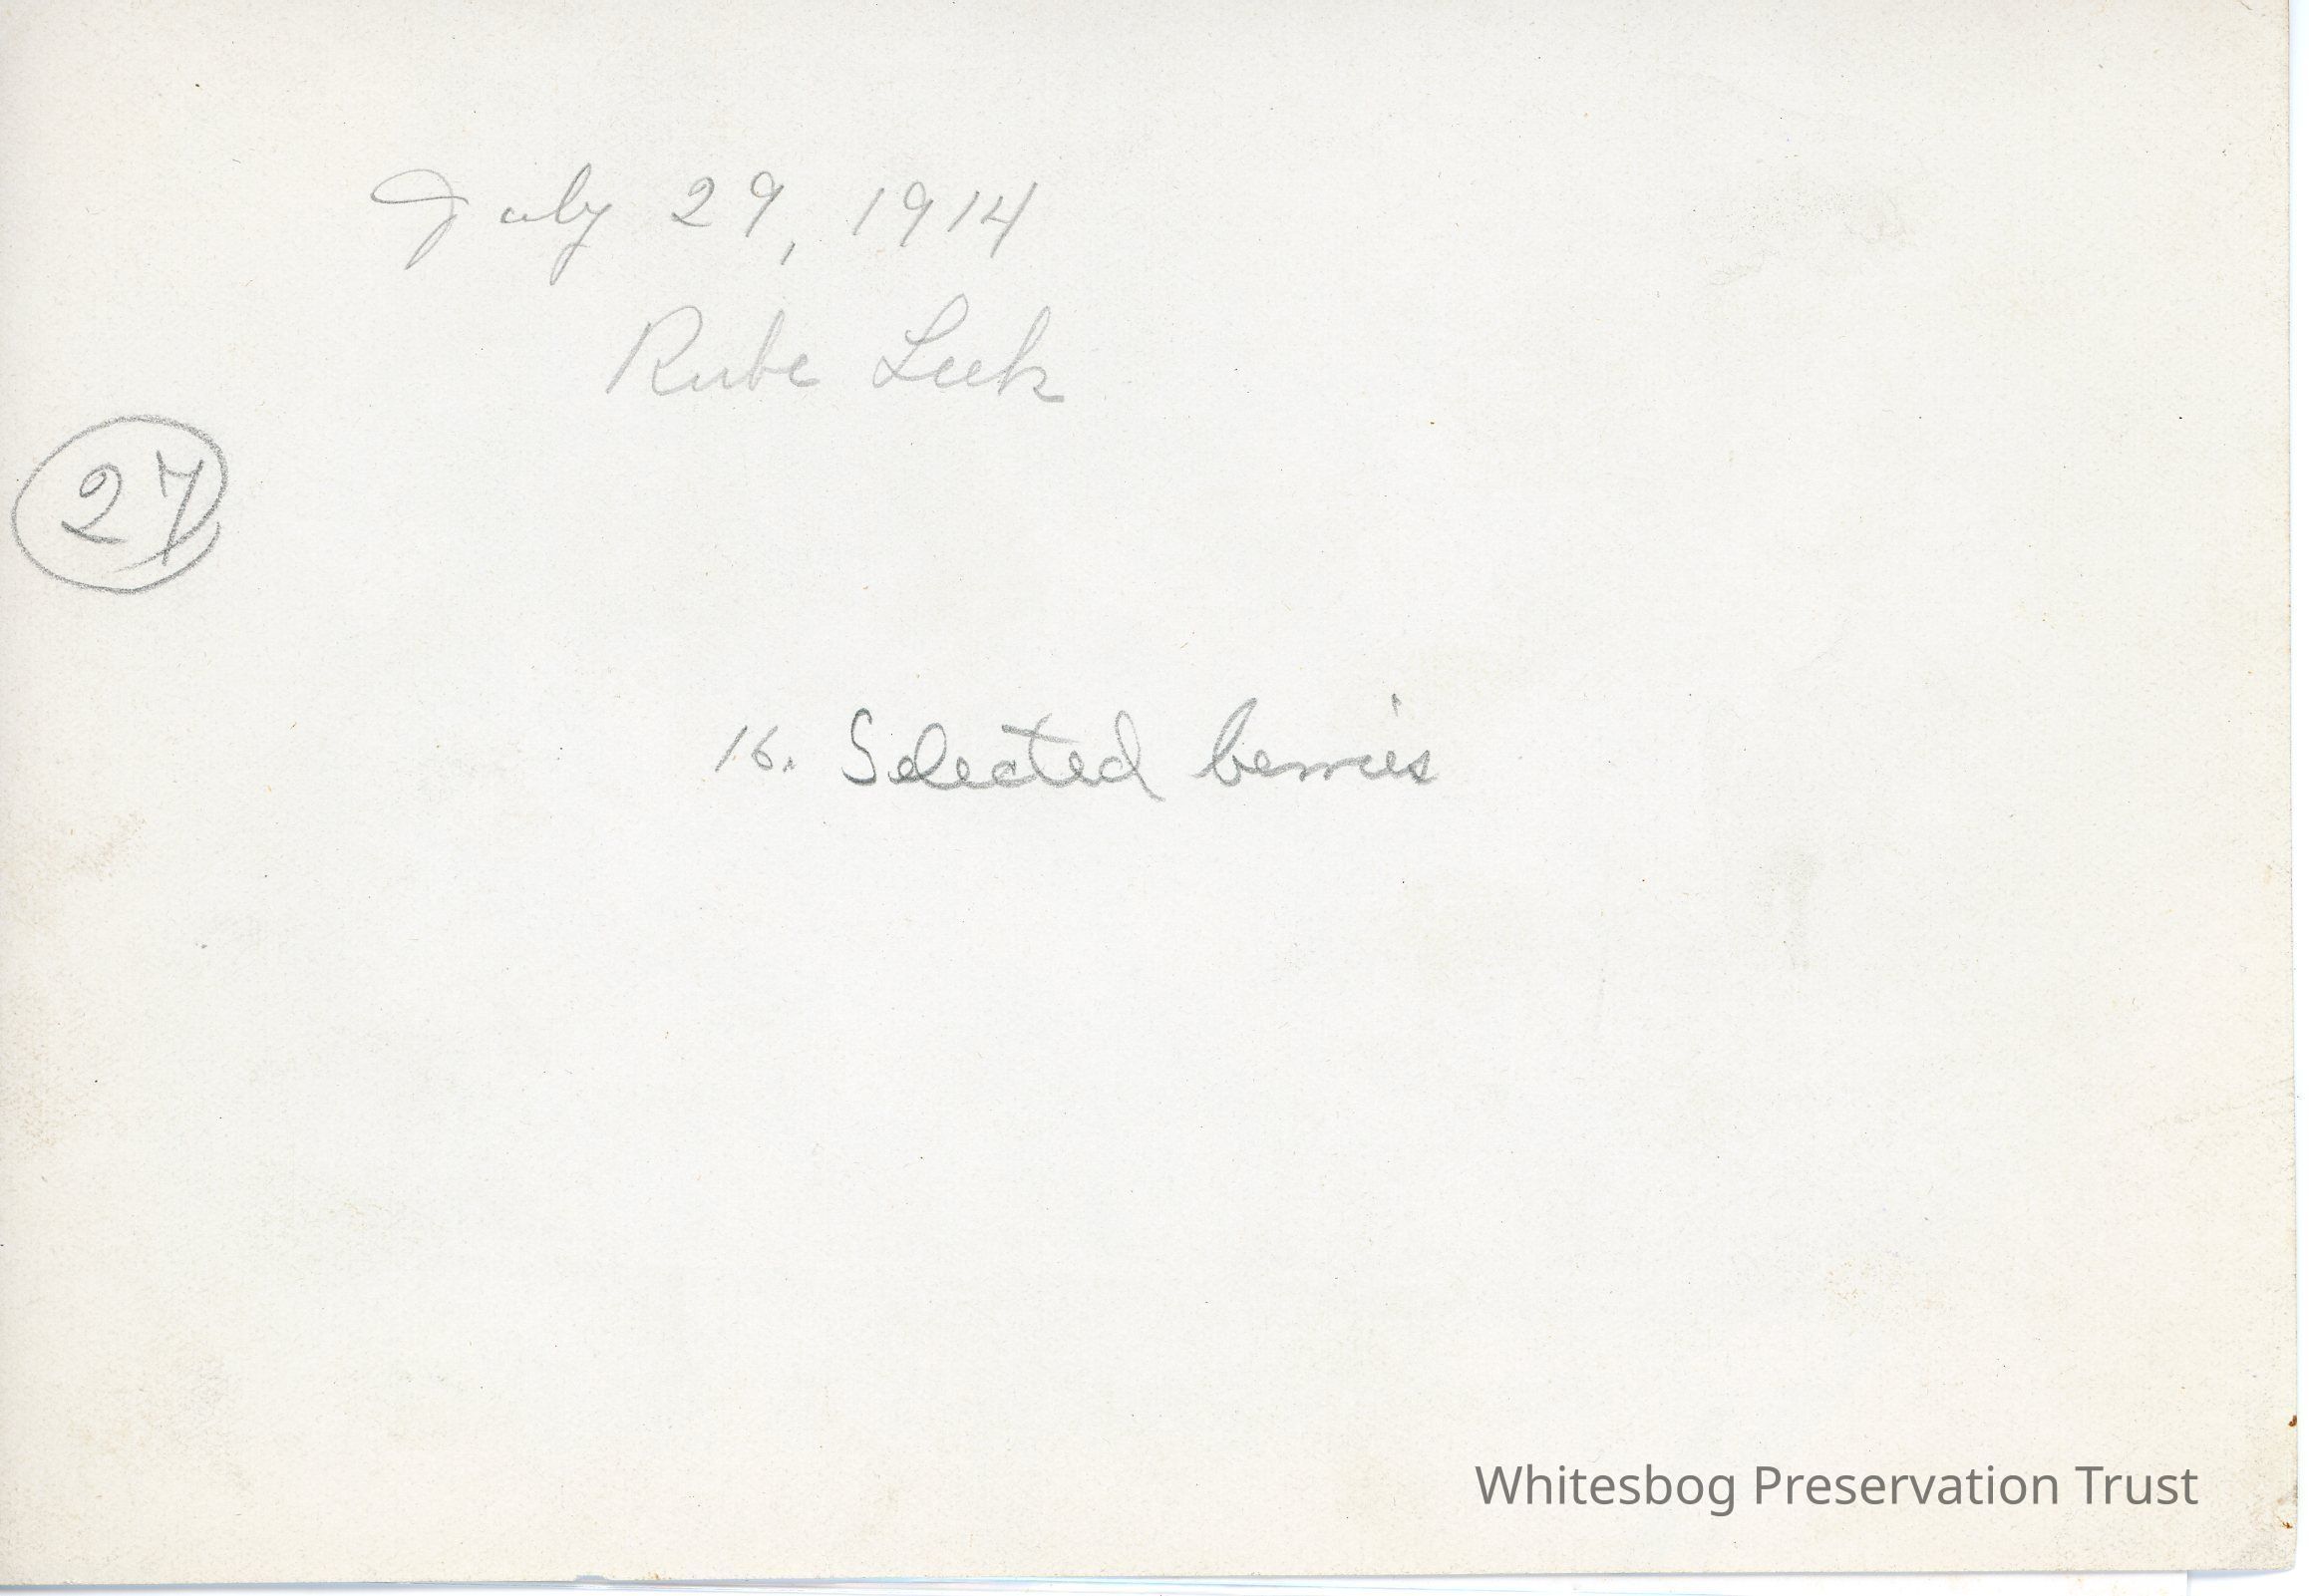 July 29, 1914
Rube Leek
27
16. Selected berries
Whitesbog Preservation Trust